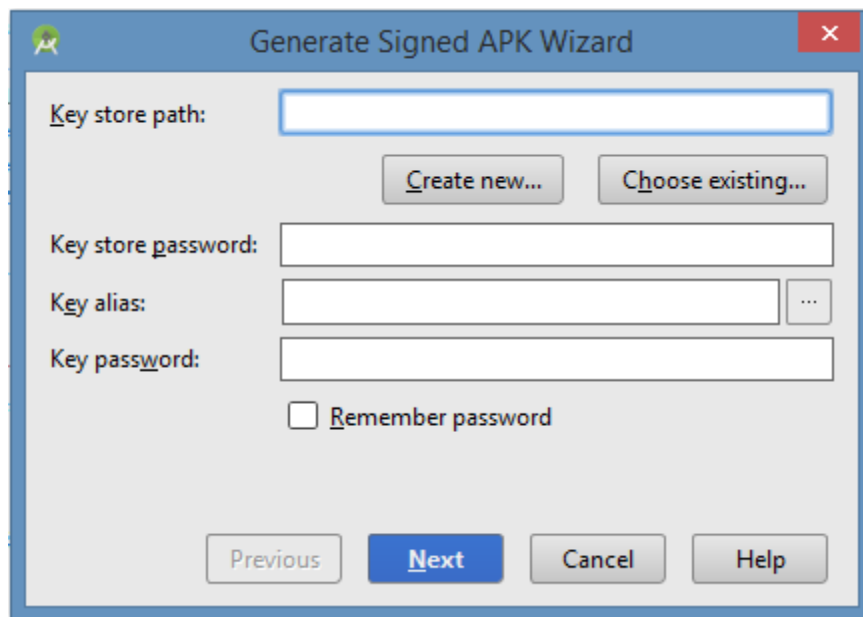 Generate Signed APK Wizard
Key store path:
Create new... Choose existing...
Key store password:
Key alias: ...
Key password:
Remember password
Previous Next Cancel Help